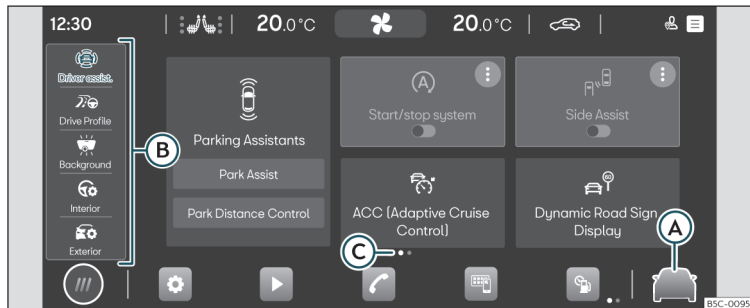 12:30
20.0°C
20.0°C
Driver assist.
Drive Profile
Background
Interior
Exterior
B
Parking Assistants
Park Assist
Park Distance Control
A
Start/stop system
Side Assist
ACC (Adaptive Cruise
Control)
60
Dynamic Road Sign
Display
A
C
B5C-0095